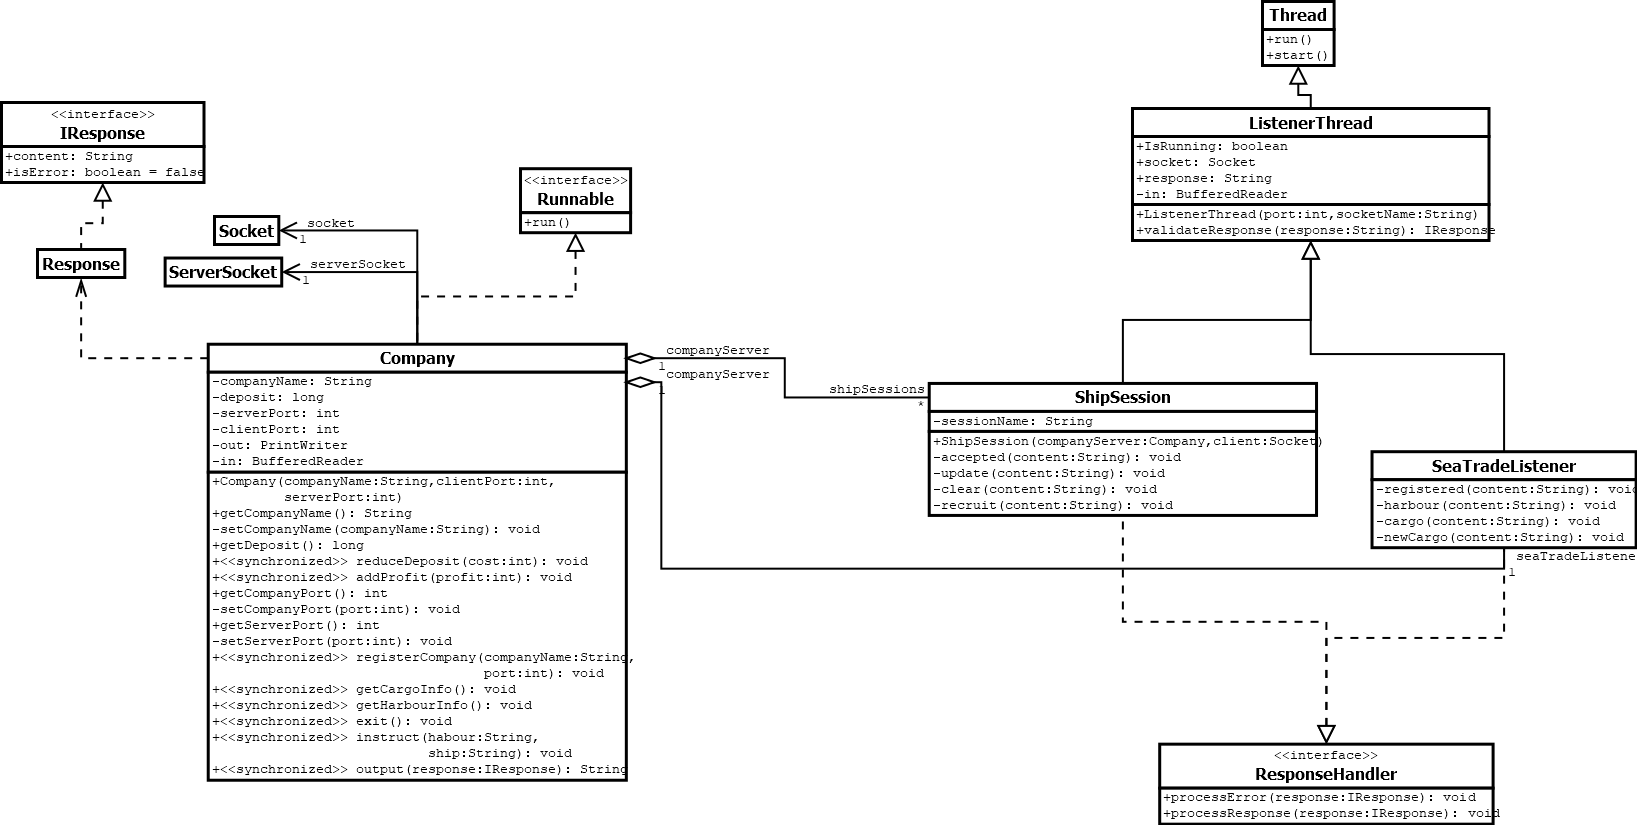 Thread
+run()
+start()
<<interface>>
IResponse
+content: String
+isError: boolean = false
ListenerThread
+IsRunning: boolean
+socket: Socket
+response: String
-in: BufferedReader
+ListenerThread(port:int,socketName:String)
+validateResponse(response:String): IResponse
<<interface>>
Runnable
+run()
Socket
socket
1
Response
ServerSocket
serverSocket
1
Company
-companyName: String
-deposit: long
-serverPort: int
-clientPort: int
-out: PrintWriter
-in: BufferedReader
+Company(companyName:String,clientPort:int,
serverPort:int)
+getCompanyName(): String
-setCompanyName(companyName:String): void
+getDeposit(): long
+<<synchronized>> reduceDeposit(cost:int): void
+<<synchronized>> addProfit(profit:int): void
+getCompanyPort(): int
-setCompanyPort(port:int): void
+getServerPort(): int
-setServerPort(port:int): void
+<<synchronized>> registerCompany(companyName:String,
port:int): void
+<<synchronized>> getCargoInfo(): void
+<<synchronized>> getHarbourInfo(): void
+<<synchronized>> exit(): void
+<<synchronized>> instruct(habour:String,
ship:String): void
+<<synchronized>> output(response:IResponse): String
companyServer
1
companyServer
1
shipSessions
*
ShipSession
-sessionName: String
+ShipSession(companyServer:Company,client:Socket)
-accepted(content:String): void
-update(content:String): void
-clear(content:String): void
-recruit(content:String): void
SeaTradeListener
-registered(content:String): void
-harbour(content:String): void
-cargo(content:String): void
-newCargo(content:String): void
seaTradeListene
1
<<interface>>
ResponseHandler
+processError(response:IResponse): void
+processResponse(response:IResponse): void